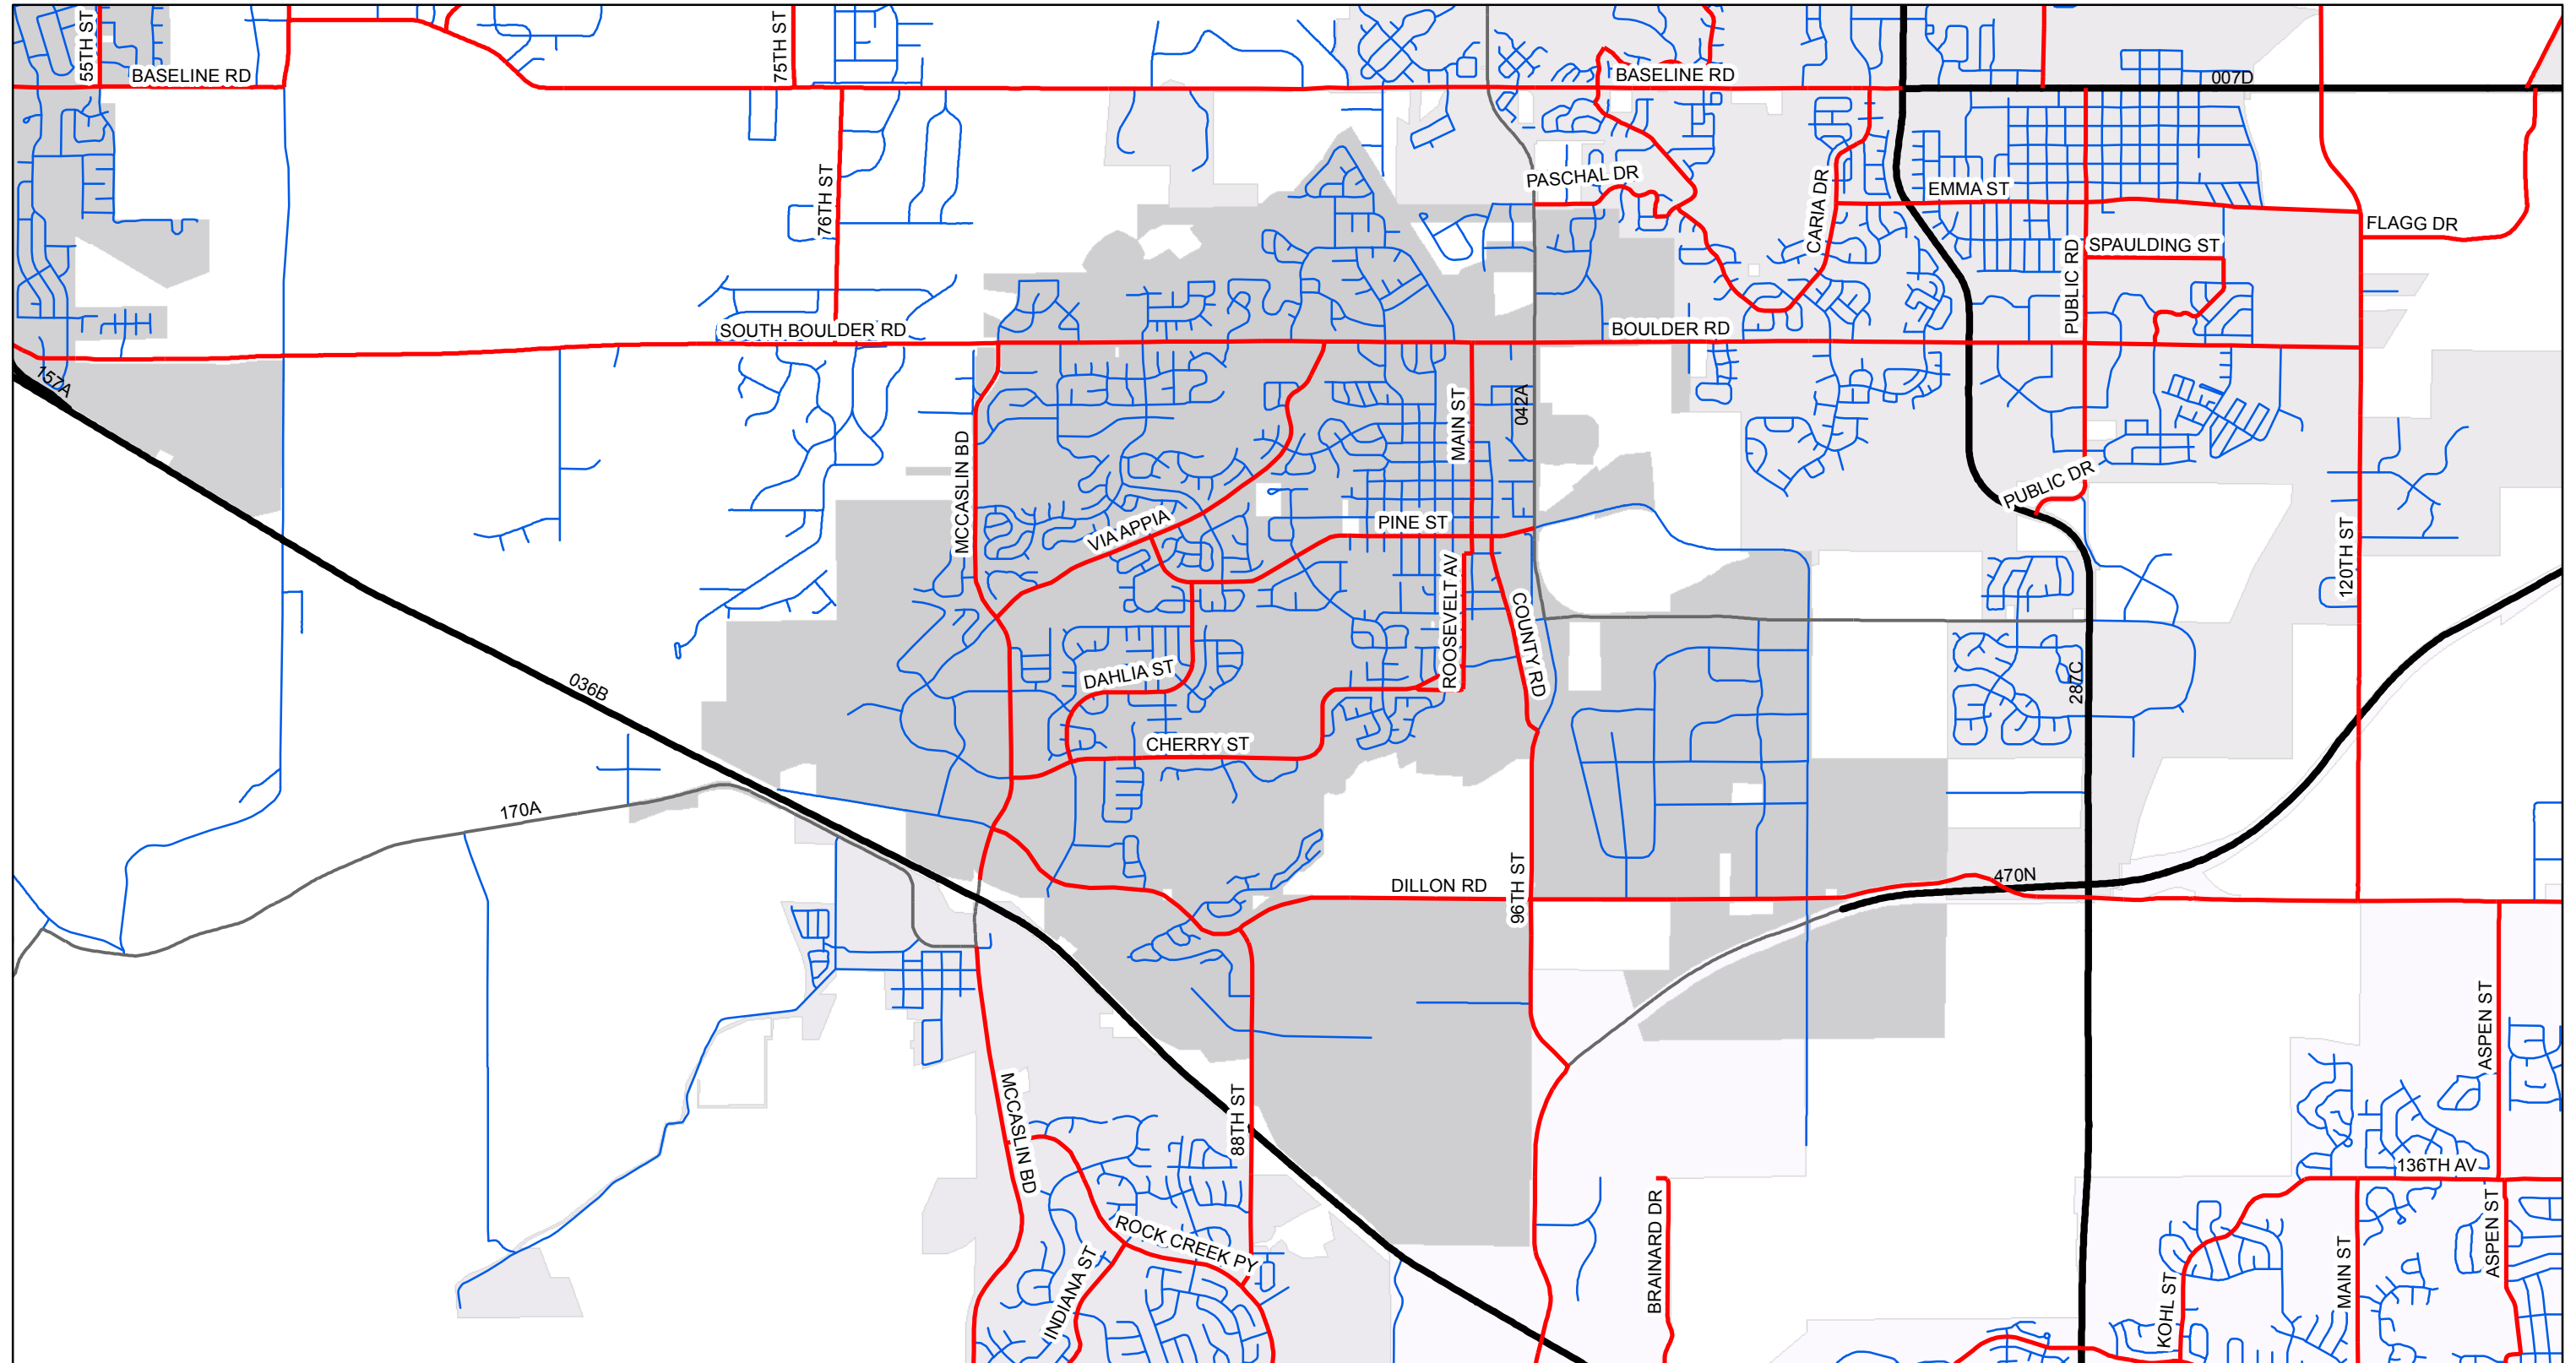 55TH ST
BASELINE RD
75TH ST
BASELINE RD
007D
76TH ST
PASCHAL DR
CARIA DR
EMMA ST
FLAGG DR
SPAULDING ST
PUBLIC RD
SOUTH BOULDER RD
BOULDER RD
157A
MAIN ST
042A
MCCASLIN BD
VIA APPIA
PINE ST
PUBLIC DR
120TH ST
ROOSEVELT AV
COUNTY RD
DAHLIA ST
036B
287C
CHERRY ST
170A
DILLON RD
96TH ST
470N
ASPEN ST
MCCASLIN BD
88TH ST
136TH AV
ROCK CREEK PY
INDIANA ST
BRAINARD DR
KOHL ST
MAIN ST
ASPEN ST